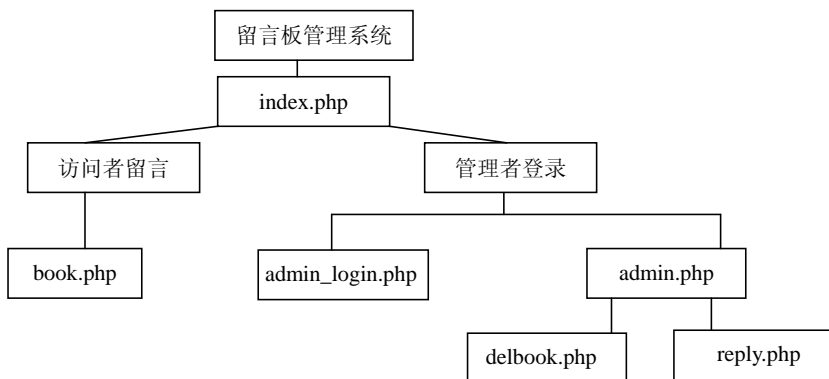 留言板管理系统
index.php
访问者留言
管理者登录
book.php
admin_login.php
admin.php
delbook.php
reply.php